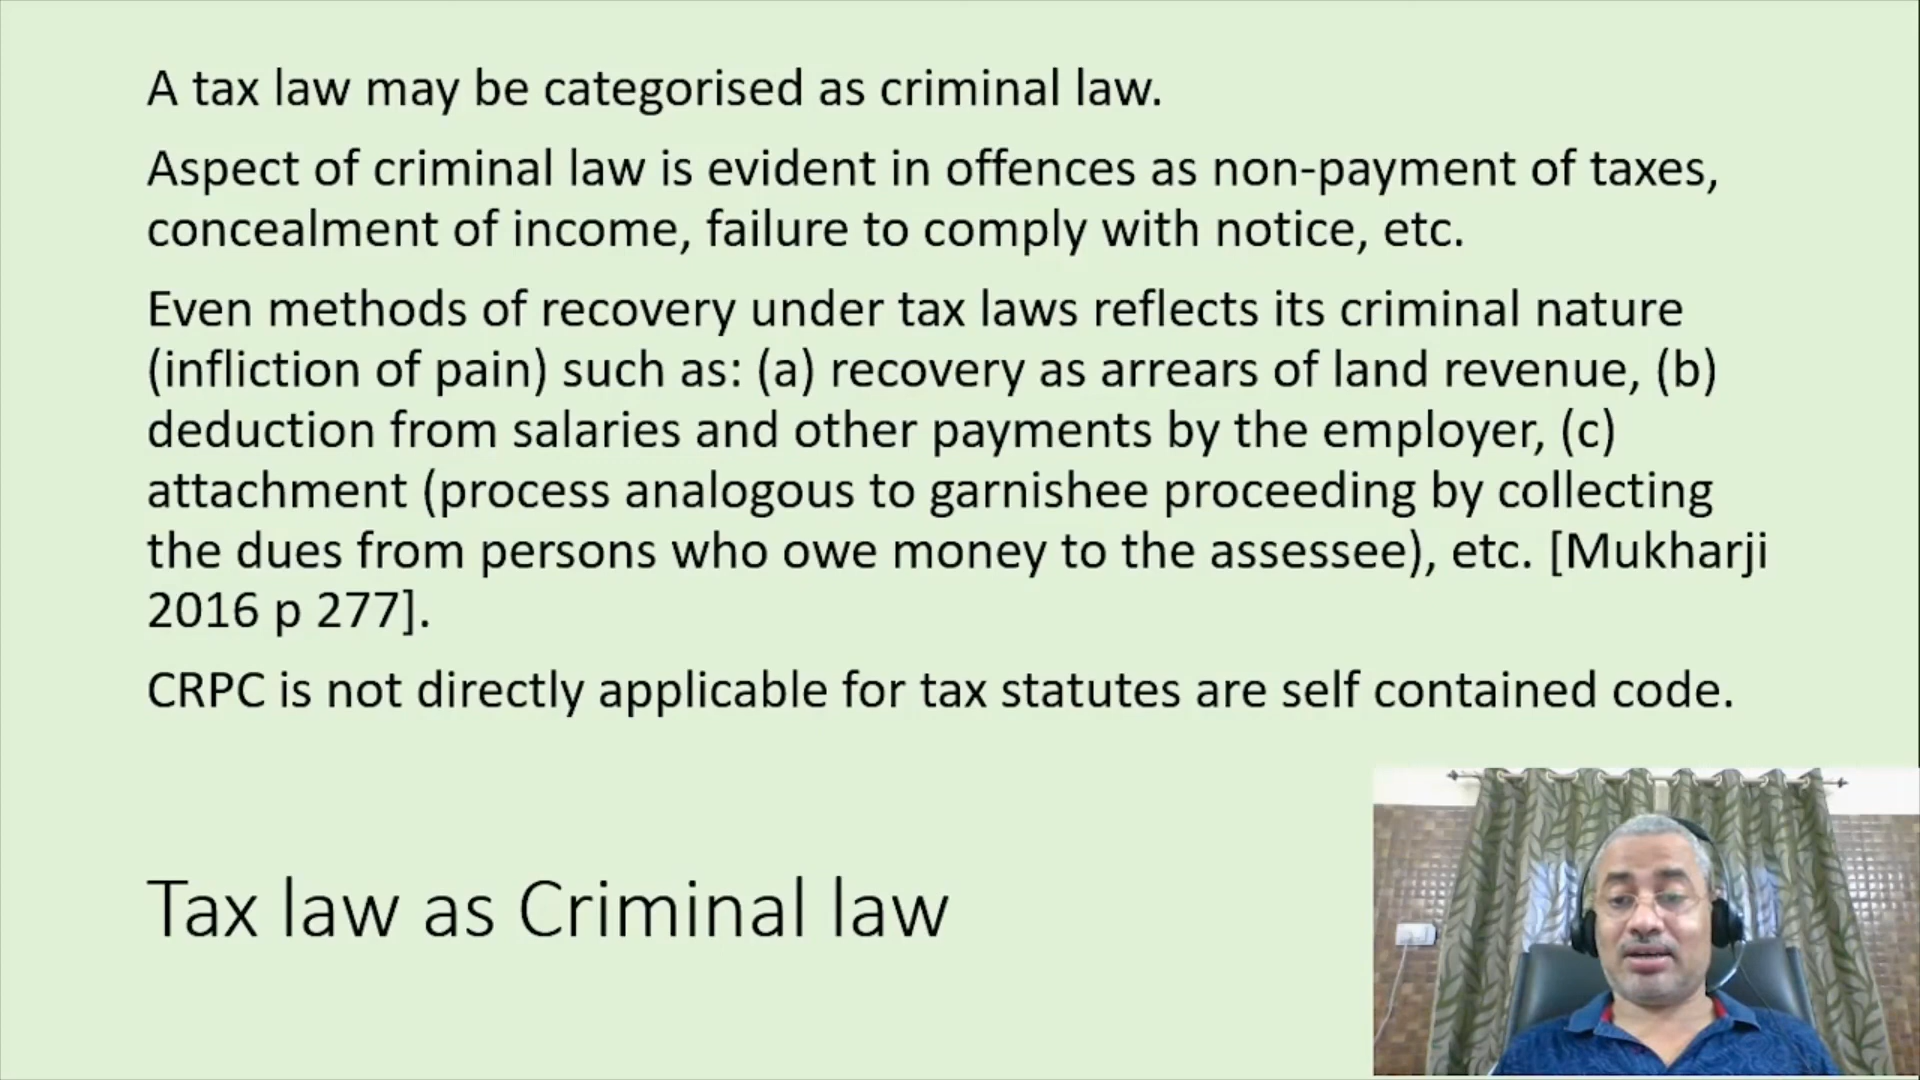 A tax law may be categorised as criminal law.
Aspect of criminal law is evident in offences as non-payment of taxes,
concealment of income, failure to comply with notice, etc.
Even methods of recovery under tax laws reflects its criminal nature
(infliction of pain) such as: (a) recovery as arrears of land revenue, (b)
deduction from salaries and other payments by the employer, (c)
attachment (process analogous to garnishee proceeding by collecting
the dues from persons who owe money to the assessee), etc. [Mukharji
2016 p 277].
CRPC is not directly applicable for tax statutes are self contained code.
Tax law as Criminal law